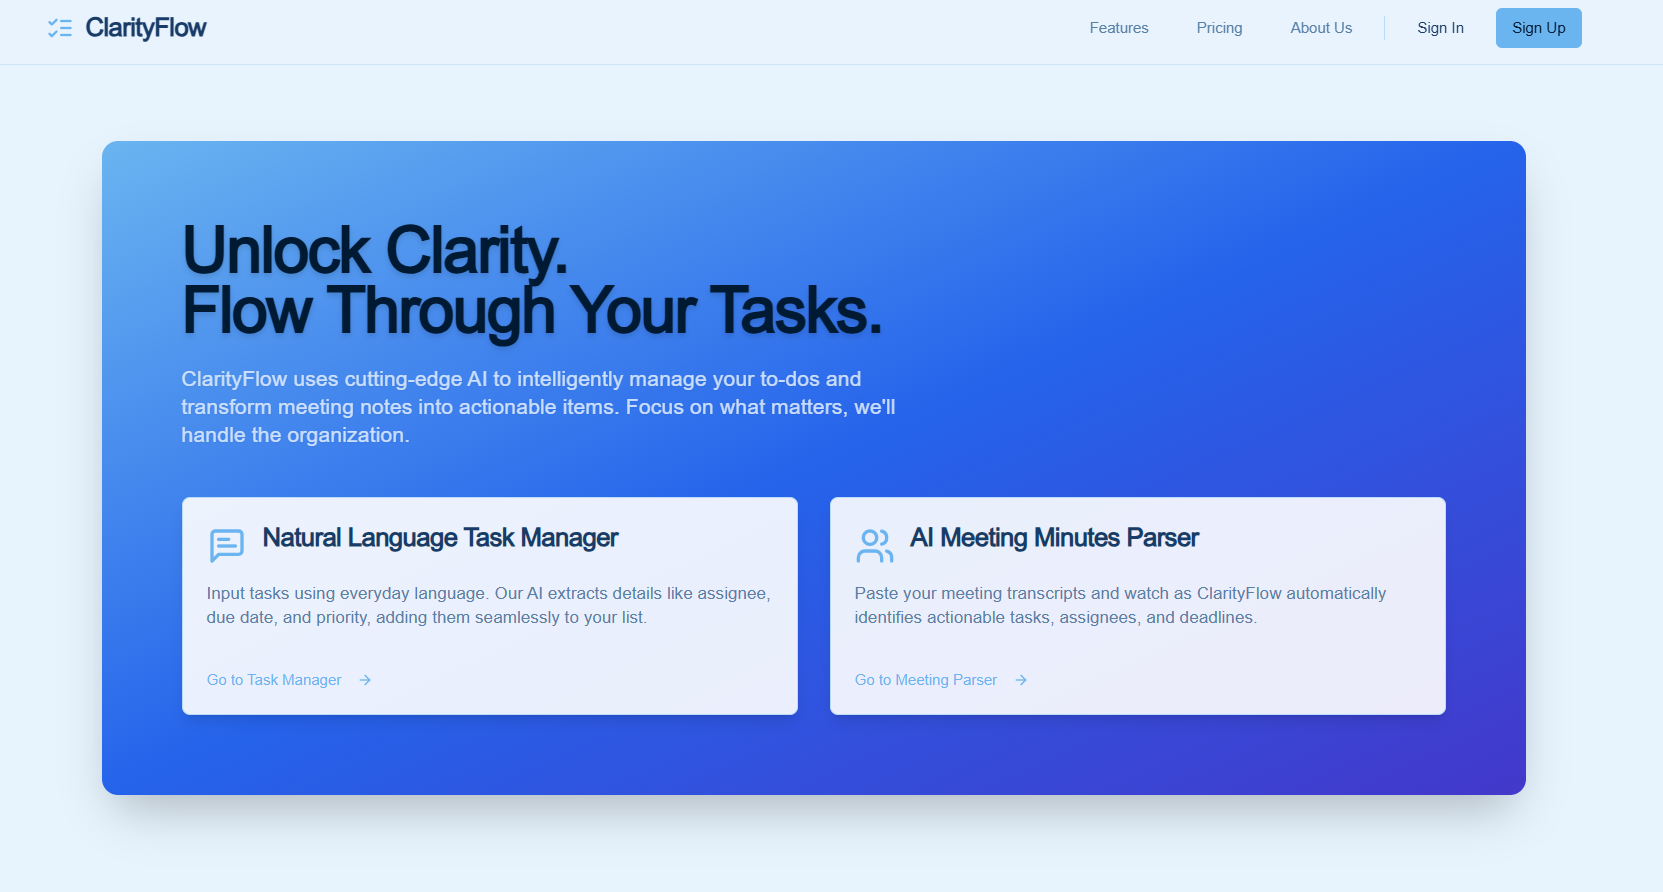 ClarityFlow
Features
Pricing
About Us
Sign In
Sign Up
Unlock Clarity.
Flow Through Your Tasks.
ClarityFlow uses cutting-edge AI to intelligently manage your to-dos and
transform meeting notes into actionable items. Focus on what matters, we'll
handle the organization.
Natural Language Task Manager
Input tasks using everyday language. Our AI extracts details like assignee,
due date, and priority, adding them seamlessly to your list.
Go to Task Manager
AI Meeting Minutes Parser
Paste your meeting transcripts and watch as ClarityFlow automatically
identifies actionable tasks, assignees, and deadlines.
Go to Meeting Parser